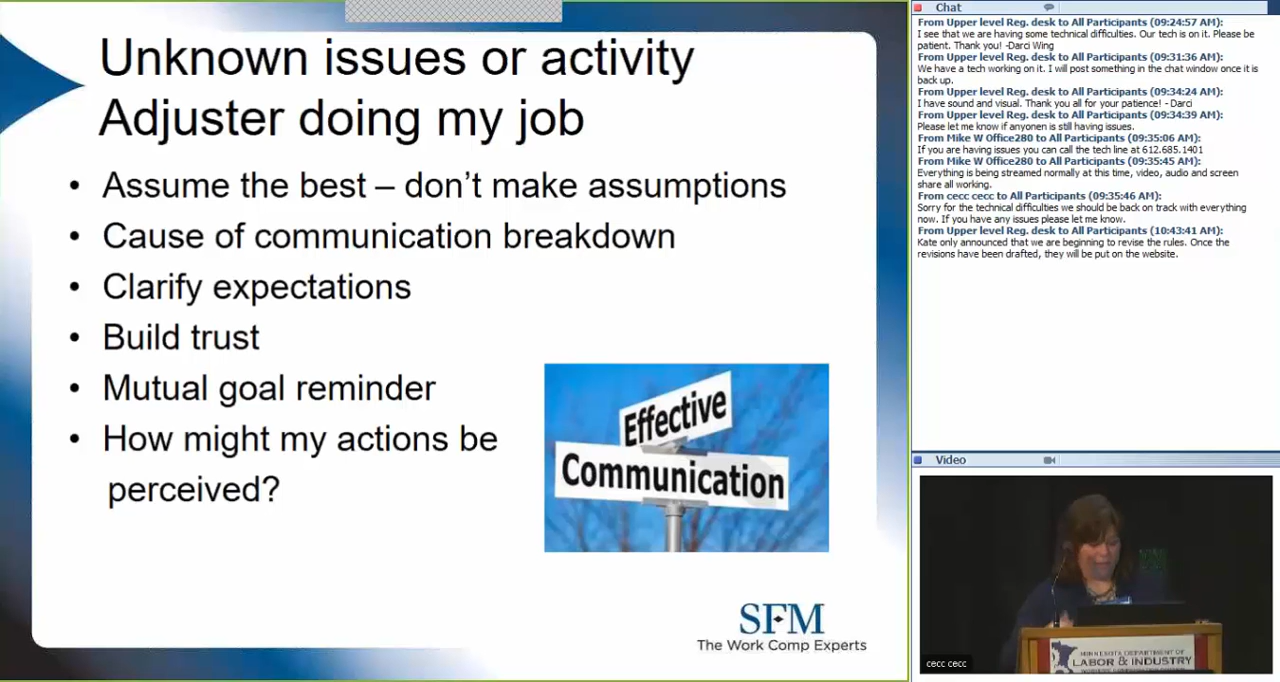 Unknown issues or activity
Adjuster doing my job
• Assume the best – don’t make assumptions
• Cause of communication breakdown
• Clarify expectations
• Build trust
• Mutual goal reminder
• How might my actions be
perceived?
Effective
Communication
SFM
The Work Comp Experts
Chat
From Upper level Reg. desk to All Participants (09:24:57 AM):
I see that we are having some technical difficulties. Our tech is on it. Please be
patient. Thank you! -Darci Wing
From Upper level Reg. desk to All Participants (09:31:36 AM):
We have a tech working on it. I will post something in the chat window once it is
back up.
From Upper level Reg. desk to All Participants (09:34:24 AM):
I have sound and visual. Thank you all for your patience! - Darci
From Upper level Reg. desk to All Participants (09:34:39 AM):
Please let me know if anyonen is still having issues.
From Mike W Office280 to All Participants (09:35:06 AM):
If you are having issues you can call the tech line at 612.685.1401
From Mike W Office280 to All Participants (09:35:45 AM):
Everything is being streamed normally at this time, video, audio and screen
share all working.
From cecc cecc to All Participants (09:35:46 AM):
Sorry for the technical difficulties we should be back on track with everything
now. If you have any issues please let me know.
From Upper level Reg. desk to All Participants (10:43:41 AM):
Kate only announced that we are beginning to revise the rules. Once the
revisions have been drafted, they will be put on the website.
Video
MINNESOTA DEPARTMENT OF
LABOR & INDUSTRY
cecc cecc